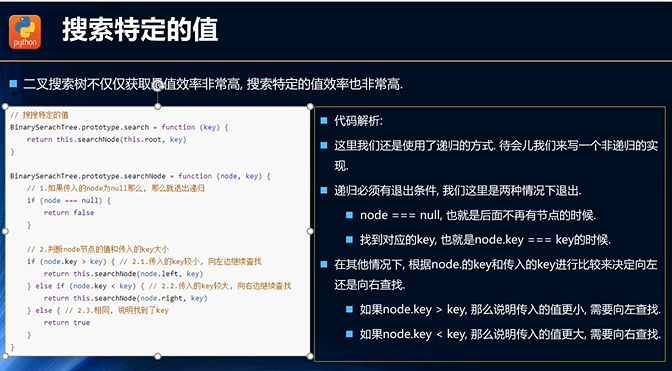 python
搜索特定的值
二叉搜索树不仅仅获取最值效率非常高, 搜索特定的值效率也非常高.
// 搜搜特定的值
BinarySerachTree.prototype.search = function (key) {
return this.searchNode(this.root, key)
}
BinarySerachTree.prototype.searchNode = function (node, key) {
// 1.如果传入的node为null那么, 那么就退出递归
if (node === null) {
return false
}
// 2.判断node节点的值和传入的key大小
if (node.key > key) { // 2.1.传入的key较小, 向左边继续查找
return this.searchNode(node.left, key)
} else if (node.key < key) { // 2.2.传入的key较大, 向右边继续查找
return this.searchNode(node.right, key)
} else { // 2.3.相同, 说明找到了key
return true
}
}
代码解析:
这里我们还是使用了递归的方式. 待会儿我们来写一个非递归的实
现.
递归必须有退出条件, 我们这里是两种情况下退出.
node === null, 也就是后面不再有节点的时候.
找到对应的key, 也就是node.key === key的时候.
在其他情况下, 根据node.的key和传入的key进行比较来决定向左
还是向右查找.
如果node.key > key, 那么说明传入的值更小, 需要向左查找.
如果node.key < key, 那么说明传入的值更大, 需要向右查找.